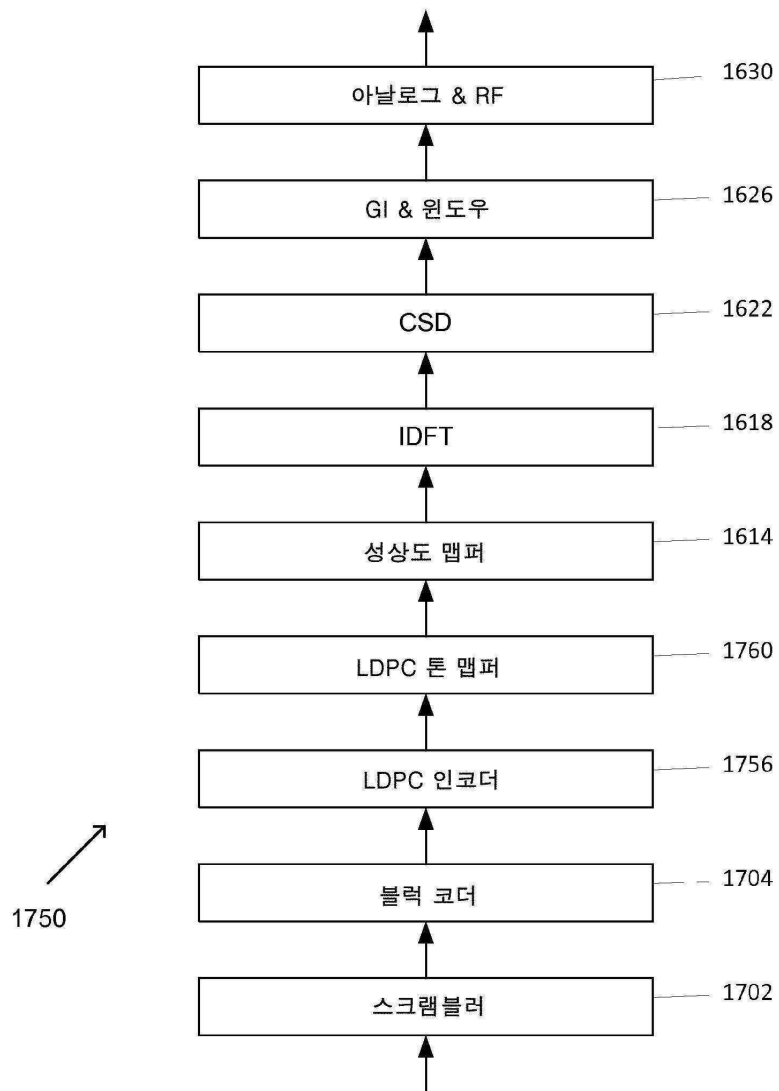 아날로그 & RF
1630
GI & 윈도우
1626
CSD
1622
IDFT
1618
성상도 맵퍼
1614
LDPC 톤 맵퍼
1760
LDPC 인코더
1756
블럭 코더
1704
1750
스크램블러
1702